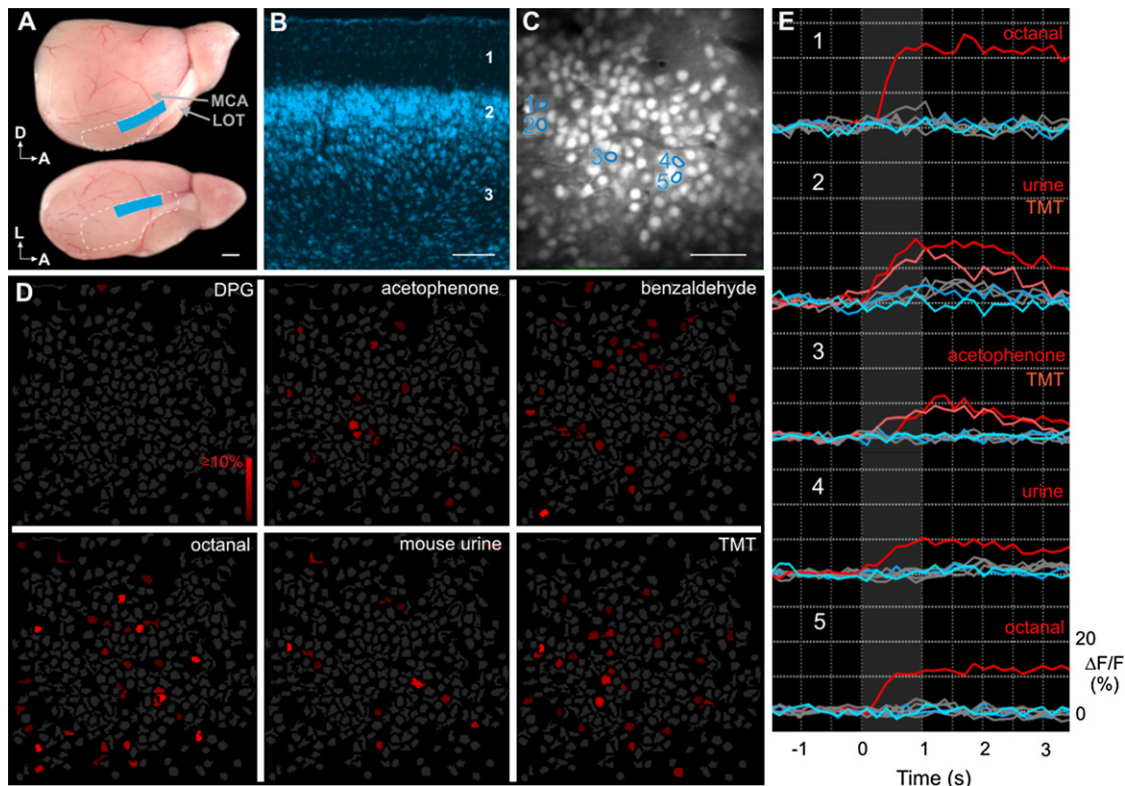 A
MCA
LOT
D
A
L
A
B
1
2
3
C
1
2
3
4
5
D
DPG
≥10%
acetophenone
benzaldehyde
octanal
mouse urine
TMT
E
1
octanal
2
urine
TMT
3
acetophenone
TMT
4
urine
5
octanal
20
ΔF/F
(%)
0
-1 0 1 2 3
Time (s)